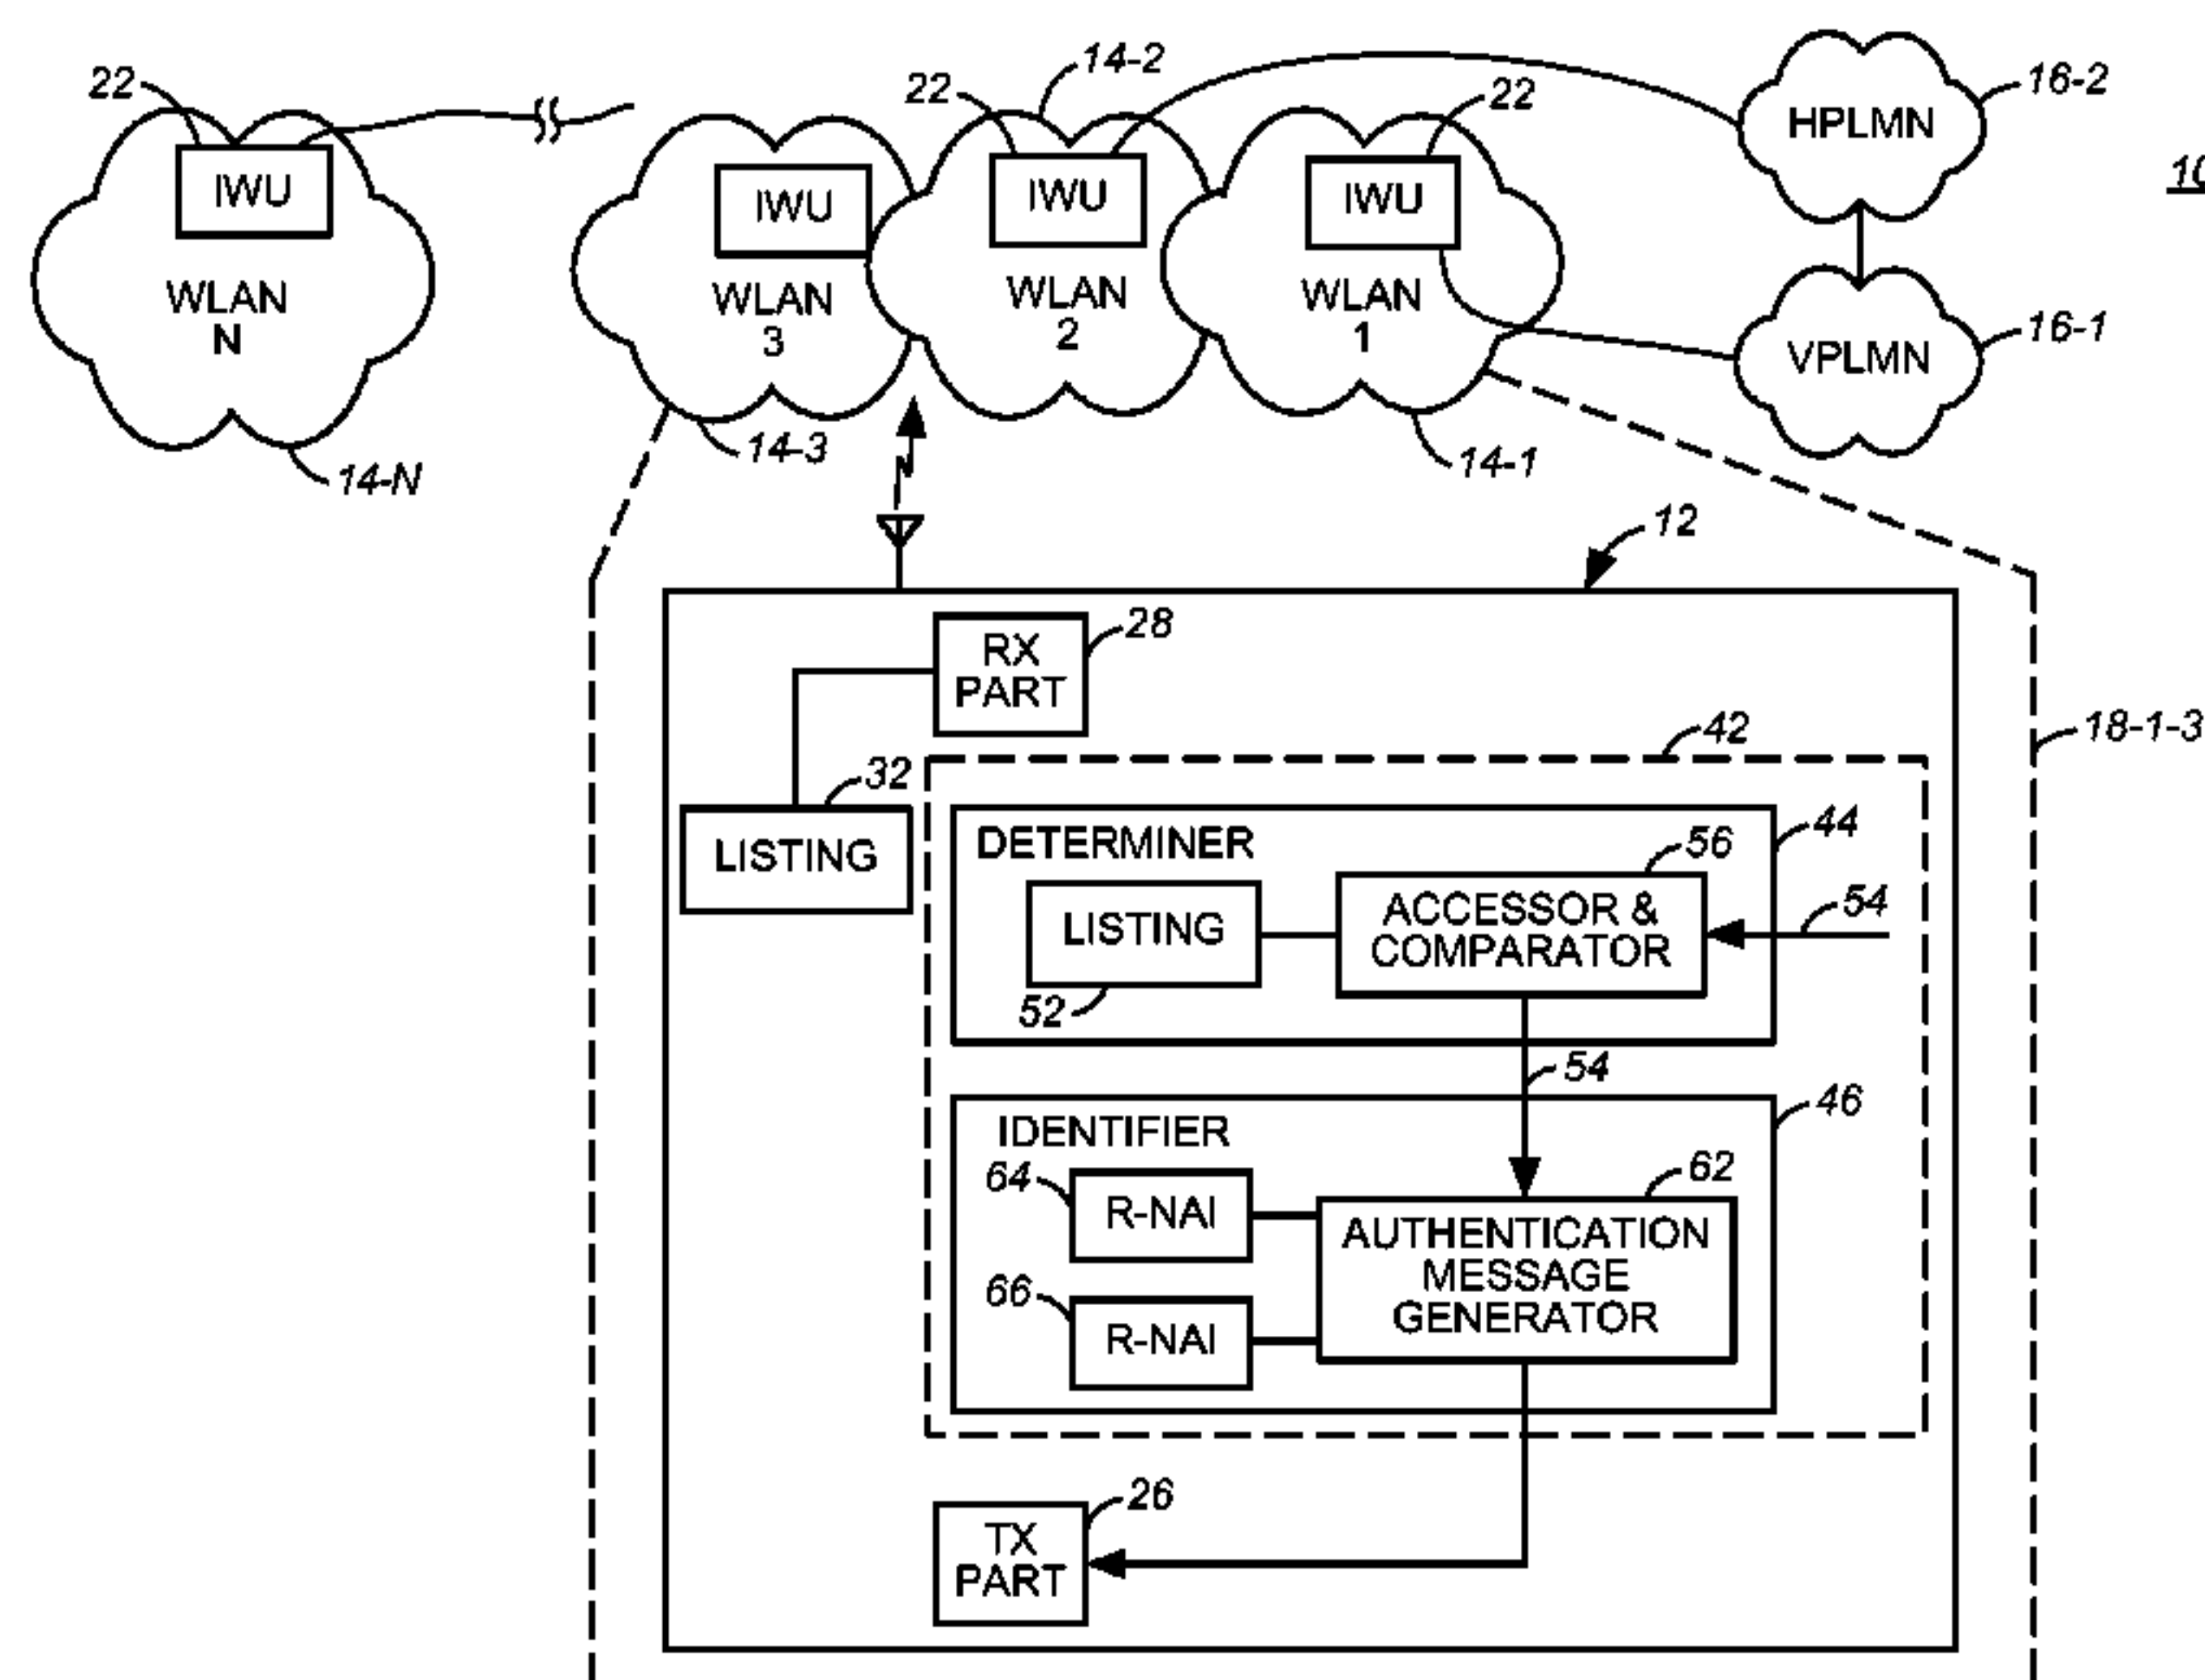 22
14-2
22
22
16-2
HPLMN
10
IWU
IWU
IWU
IWU
WLAN
N
WLAN
3
WLAN
2
WLAN
1
16-1
VPLMN
14-N
14-3
14-1
12
RX
PART
28
18-1-3
42
32
LISTING
DETERMINER
44
56
LISTING
ACCESSOR &
COMPARATOR
54
52
54
IDENTIFIER
46
64
R-NAI
62
AUTHENTICATION
MESSAGE
GENERATOR
66
R-NAI
26
TX
PART